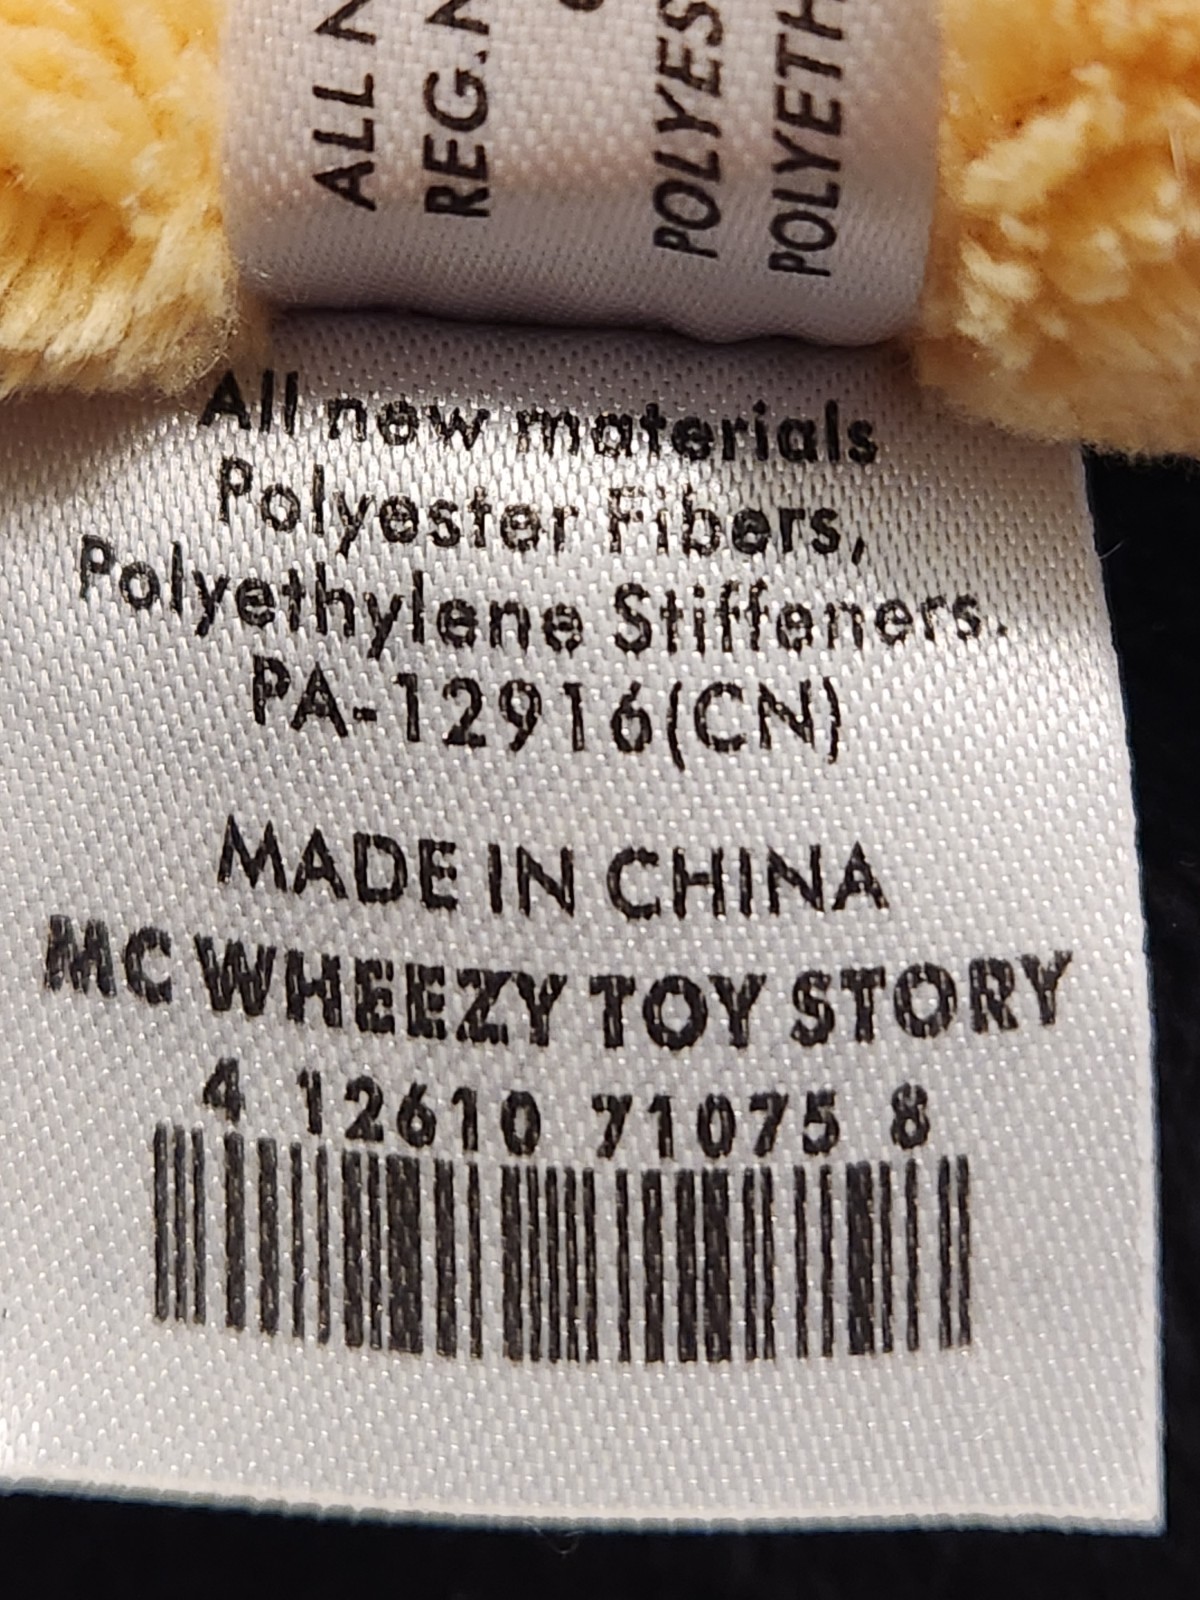 ALL N
REG.N
POLYES
POLYETH
All new materials
Polyester Fibers,
Polyethylene Stiffeners.
PA-12916(CN)
MADE IN CHINA
MC WHEEZY TOY STORY
4 12610 71075 8